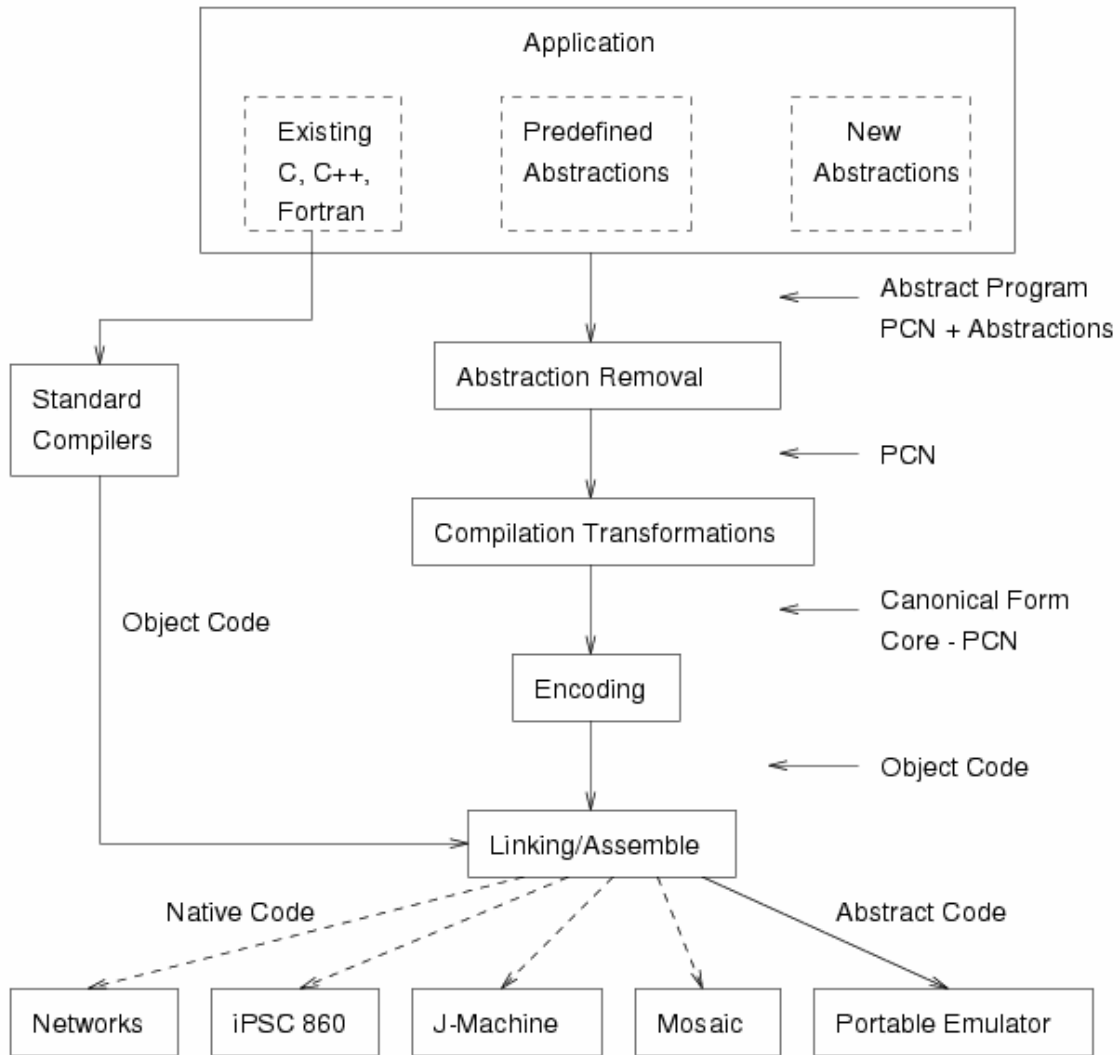 Application
Existing
C, C++,
Fortran
Predefined
Abstractions
New
Abstractions
Abstract Program
PCN + Abstractions
Standard
Compilers
Abstraction Removal
PCN
Compilation Transformations
Object Code
Canonical Form
Core - PCN
Encoding
Object Code
Linking/Assemble
Native Code
Abstract Code
Networks
iPSC 860
J-Machine
Mosaic
Portable Emulator